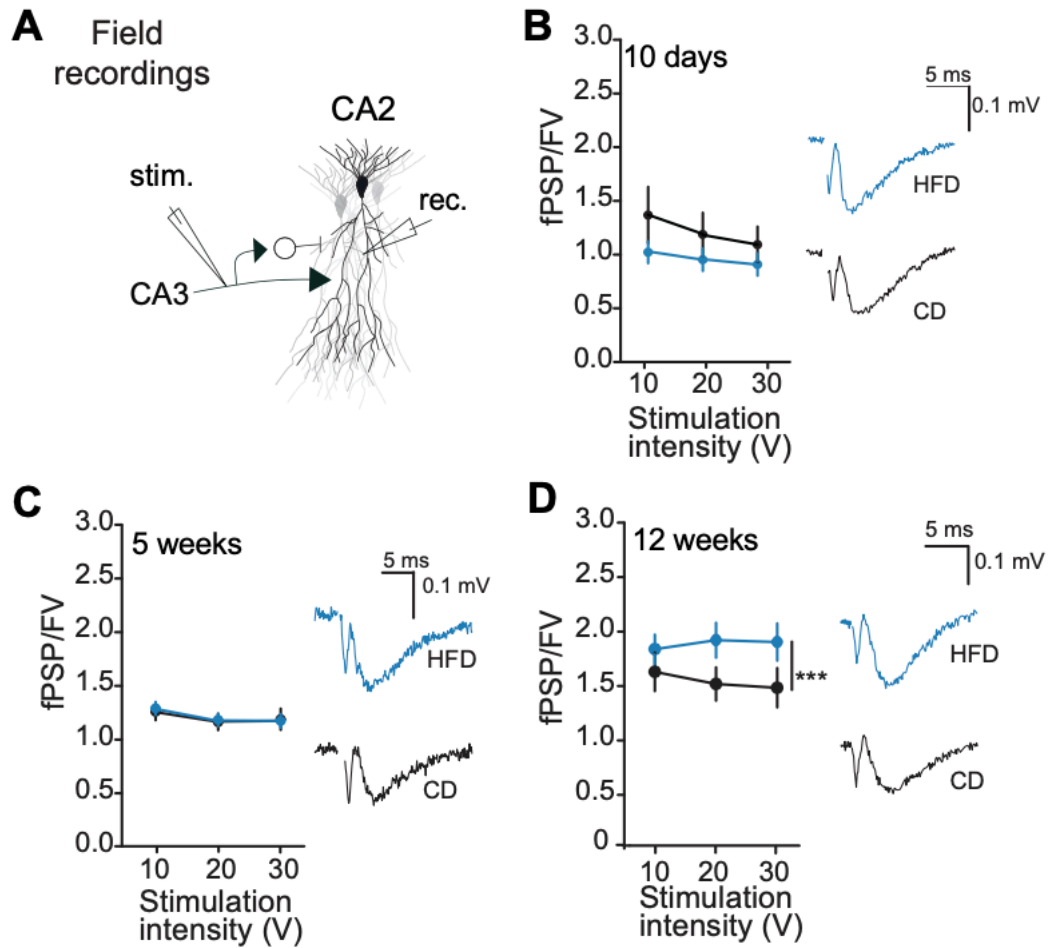 A
Field
recordings
CA2
stim.
rec.
CA3
B
10 days
3.0
2.5
2.0
1.5
1.0
0.5
0.0
fPSP/FV
10 20 30
Stimulation
intensity (V)
5 ms
0.1 mV
HFD
CD
C
5 weeks
3.0
2.5
2.0
1.5
1.0
0.5
0.0
fPSP/FV
10 20 30
Stimulation
intensity (V)
5 ms
0.1 mV
HFD
CD
D
12 weeks
3.0
2.5
2.0
1.5
1.0
0.5
0
fPSP/FV
***
10 20 30
Stimulation
intensity (V)
5 ms
0.1 mV
HFD
CD